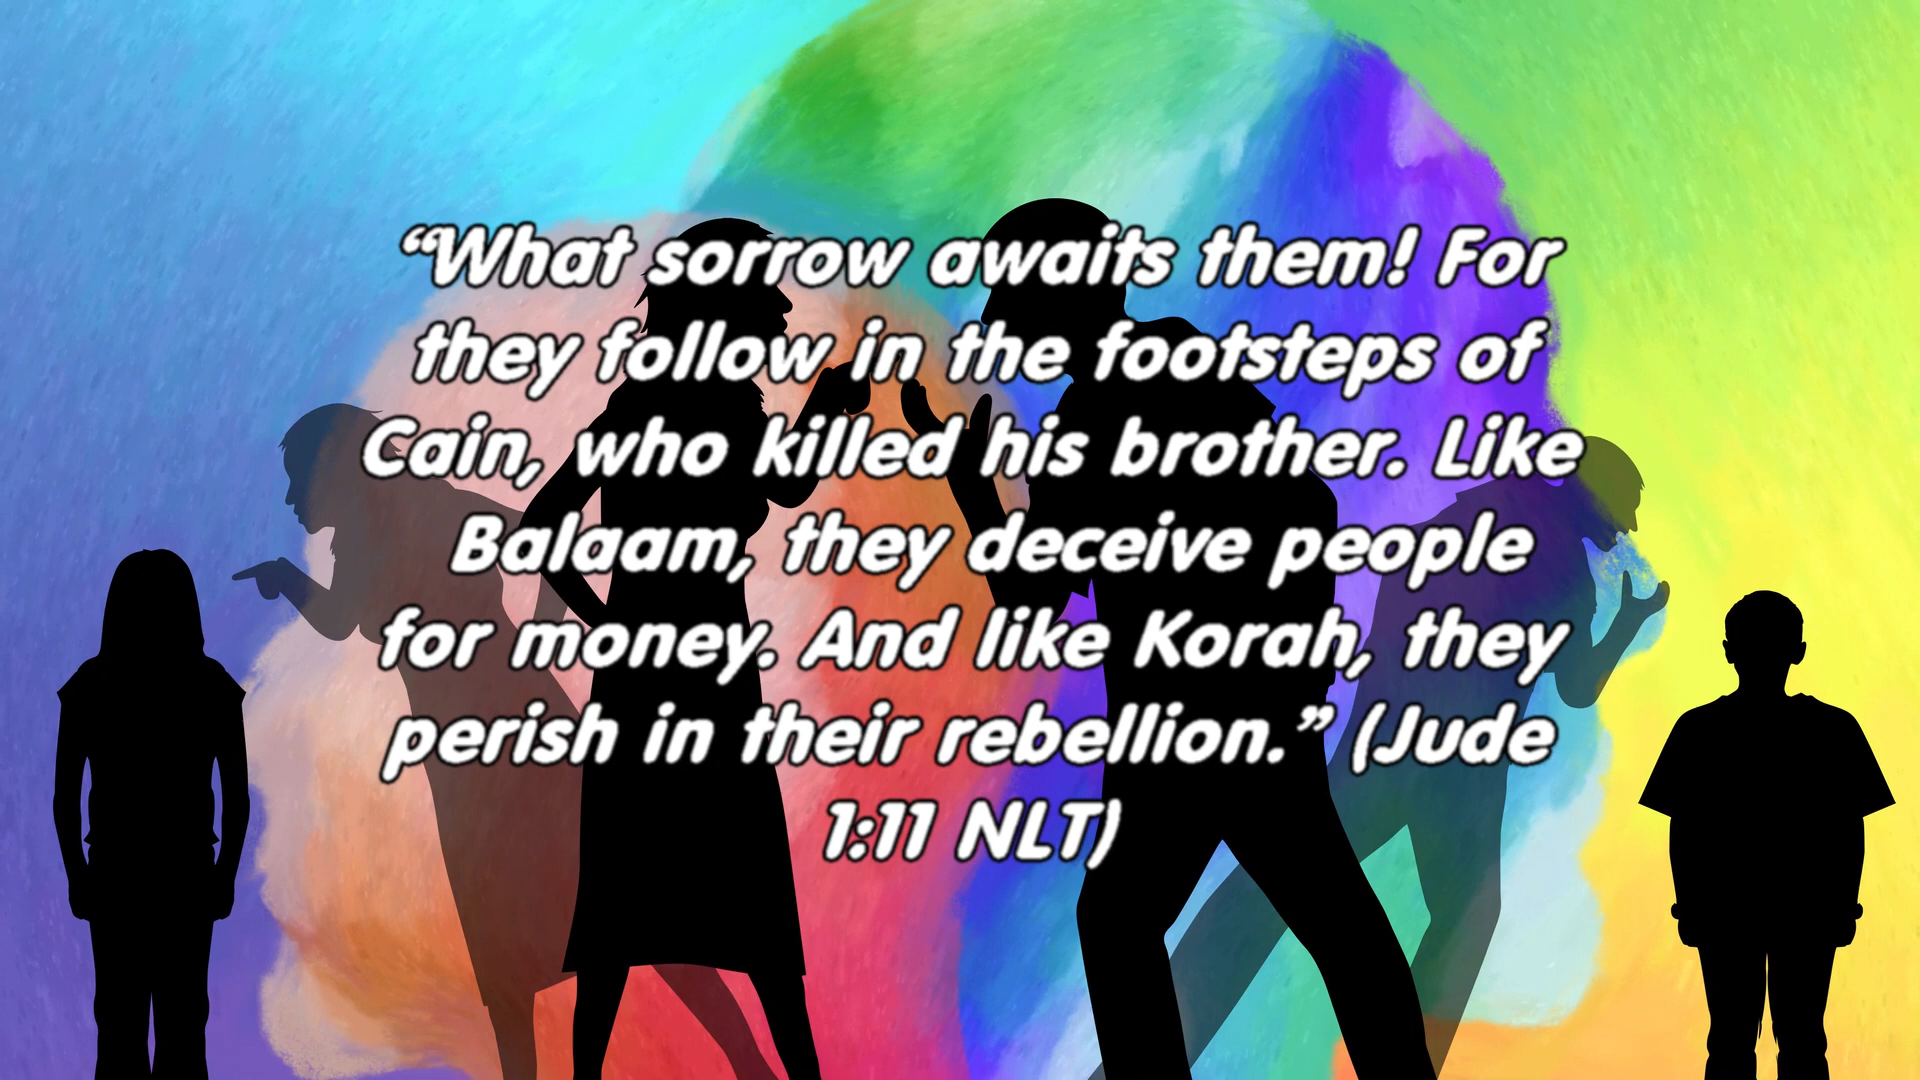 “What sorrow awaits them! For
they follow in the footsteps of
Cain, who killed his brother. Like
Balaam, they deceive people
for money. And like Korah, they
perish in their rebellion.” (Jude
1:11 NLT)